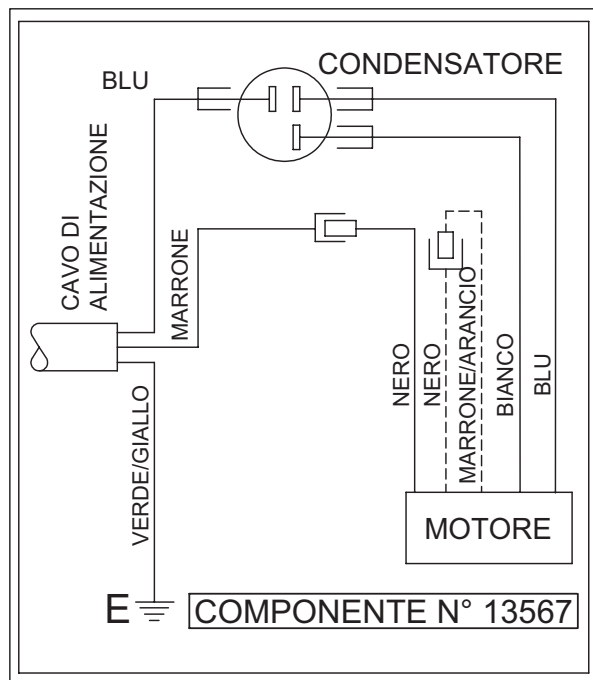 CONDENSATORE
BLU
CAVO DI
ALIMENTAZIONE
MARRONE
VERDE/GIALLO
NERO
NERO
MARRONE/ARANCIO
BIANCO
BLU
MOTORE
E
COMPONENTE N° 13567